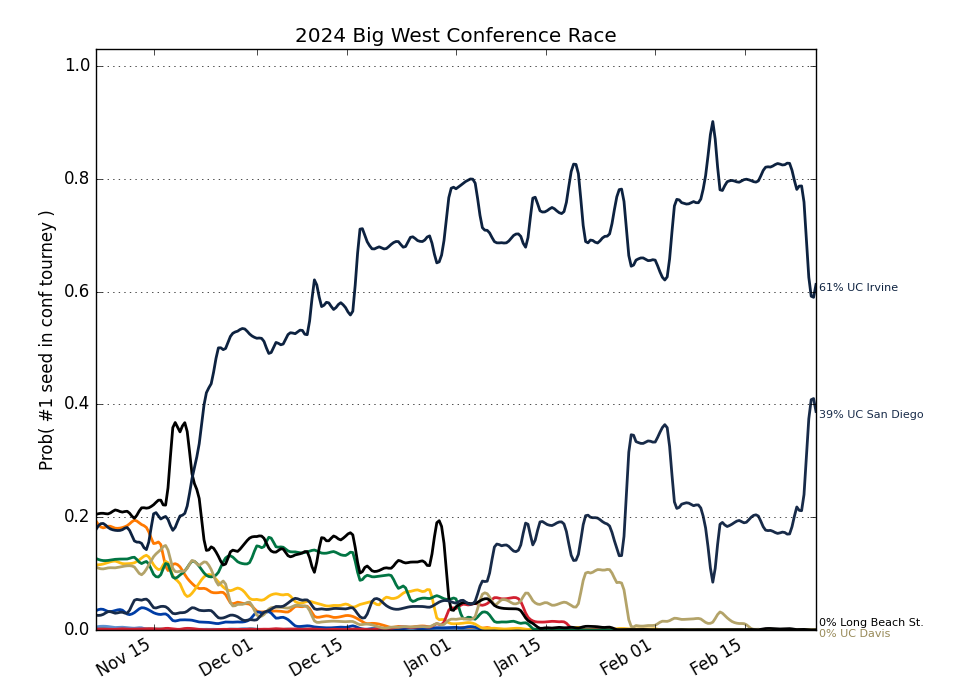 2024 Big West Conference Race
Prob( #1 seed in conf tourney )
1.0
0.8
0.6
0.4
0.2
0.0
61% UC Irvine
39% UC San Diego
0% Long Beach St.
0% UC Davis
Nov 15
Dec 01
Dec 15
Jan 01
Jan 15
Feb 01
Feb 15